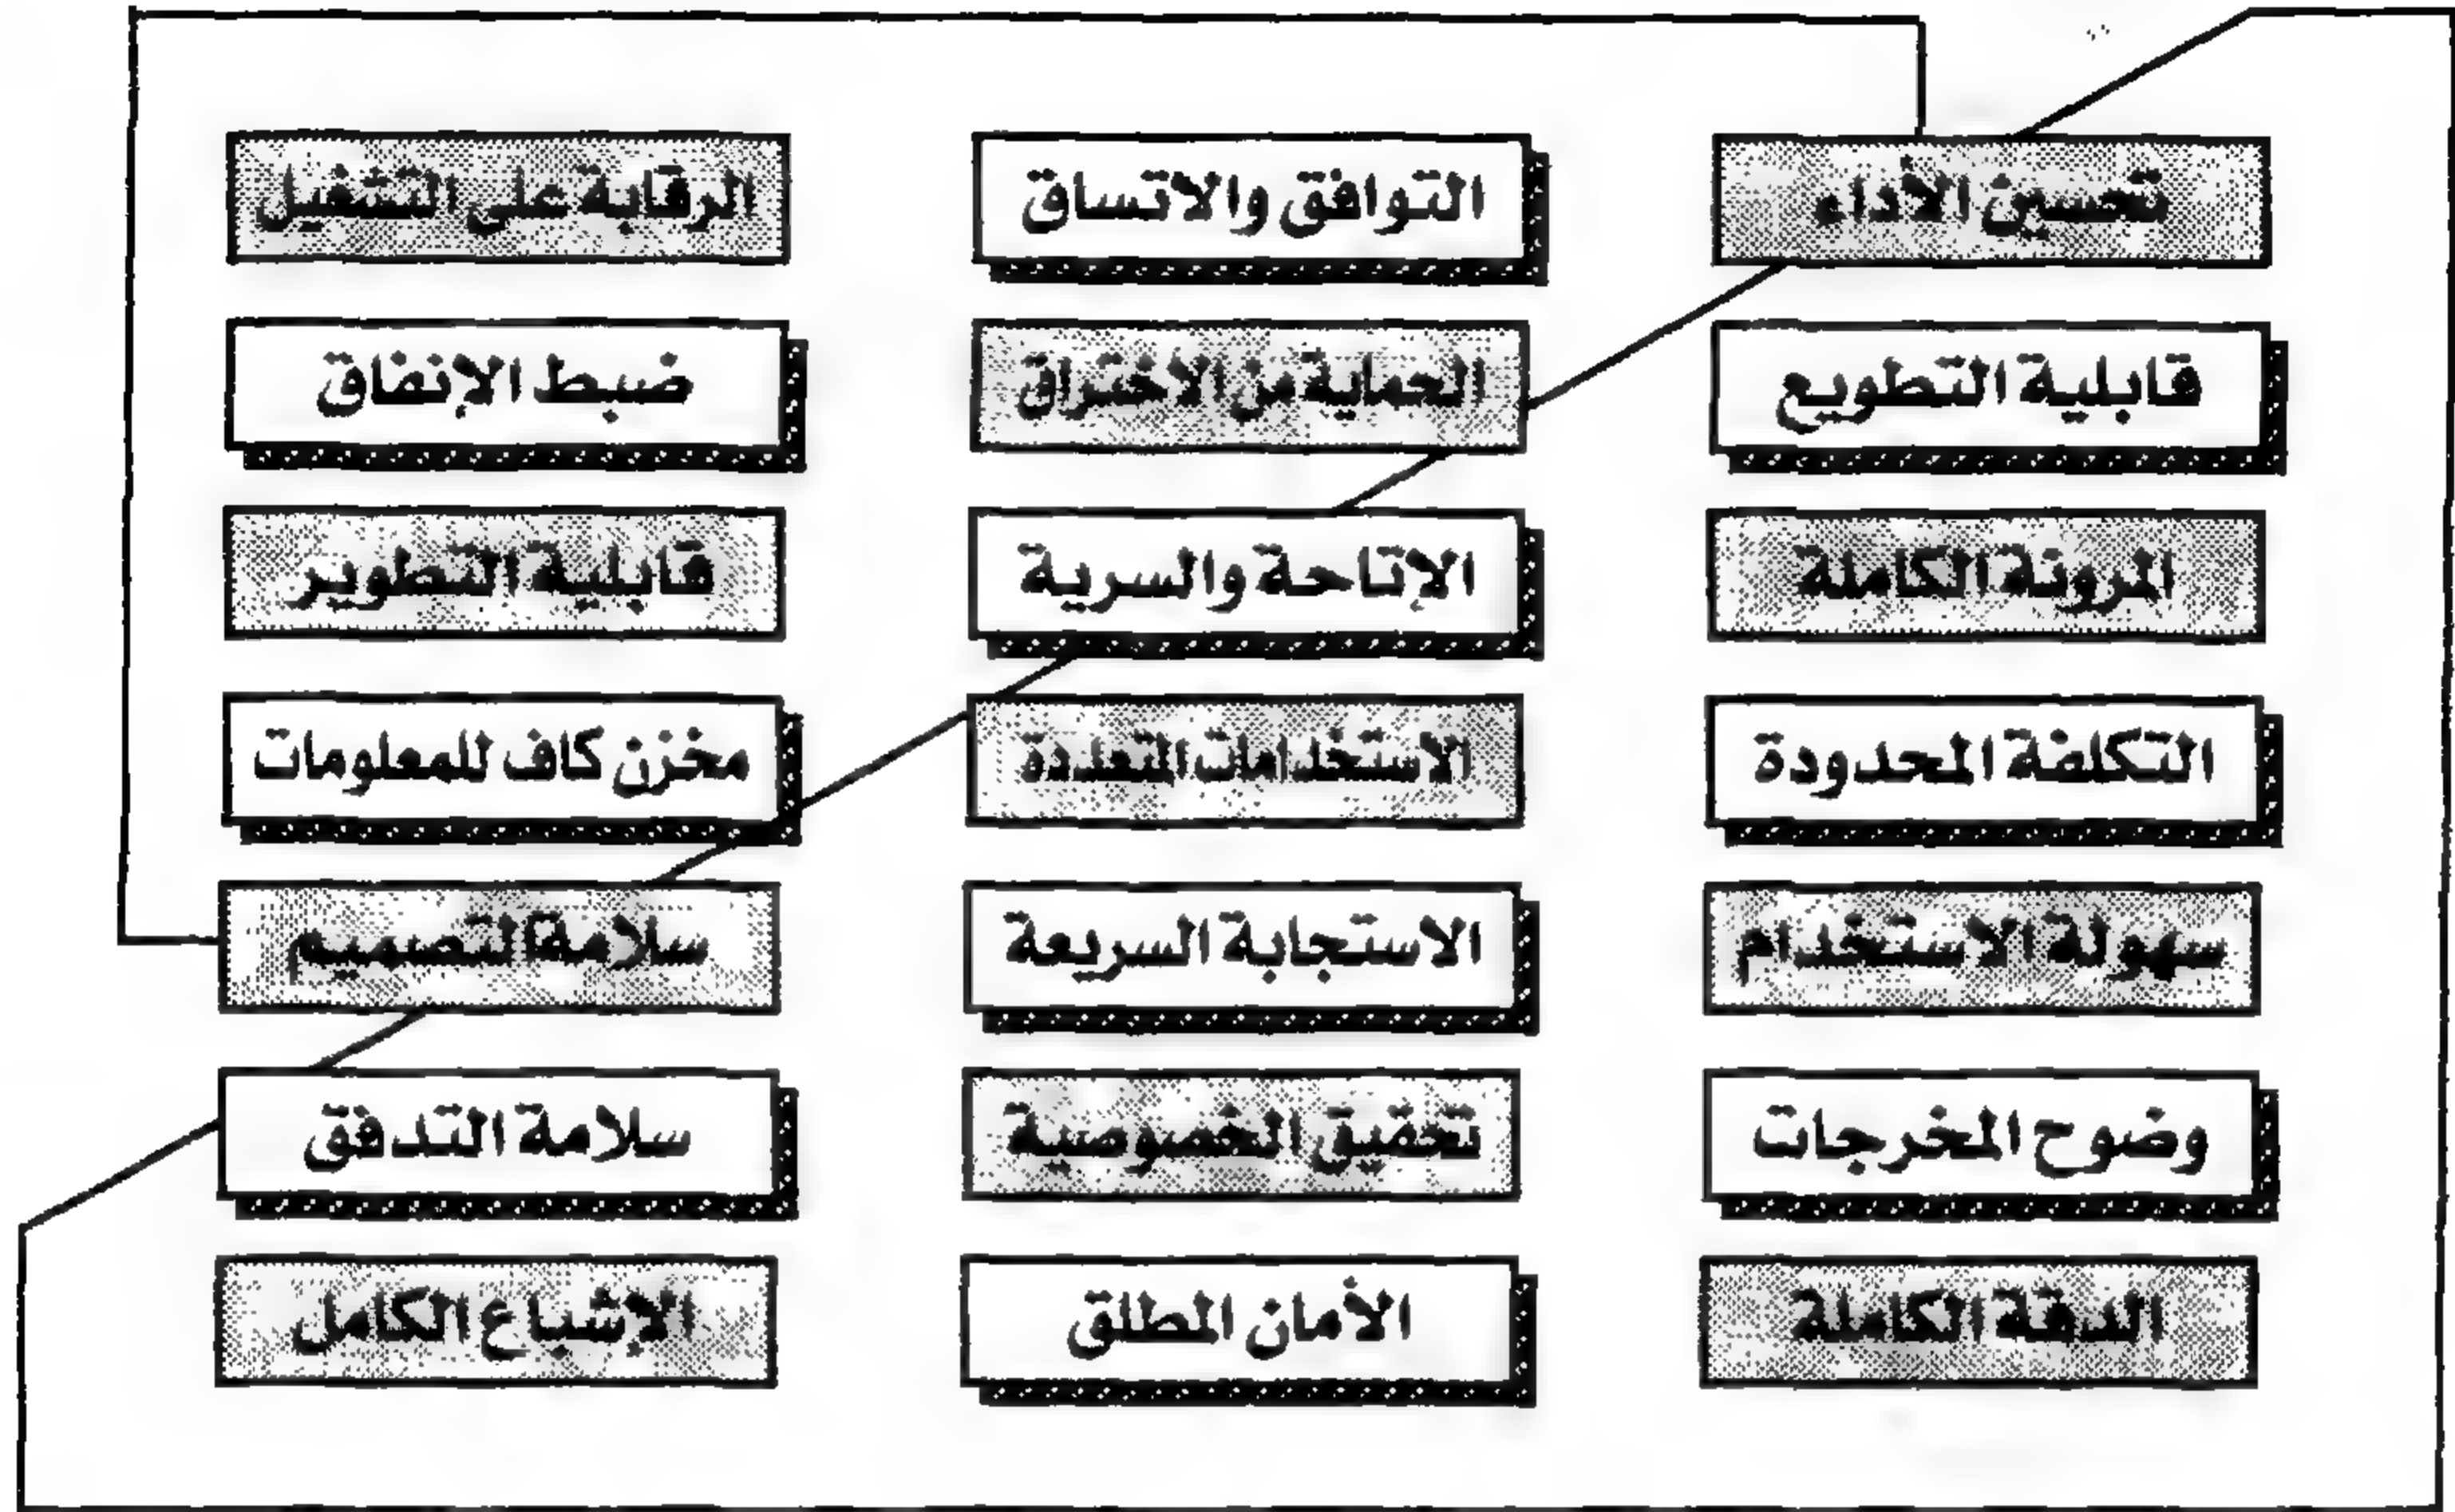 تحسين الأداء
التوافق والاتساق
الرقابة على التشغيل
قابلية التطويع
الحماية من الاختراق
ضبط الإنفاق
المرونة الكاملة
الإتاحة والسرية
قابلية التطوير
التكلفة المحدودة
الاستخدامات المتعددة
مخزن كاف للمعلومات
سهولة الاستخدام
الاستجابة السريعة
سلامة التصميم
وضوح المخرجات
تحقيق الخصوصية
سلامة التدفق
الدقة الكاملة
الأمان المطلق
الإشباع الكامل